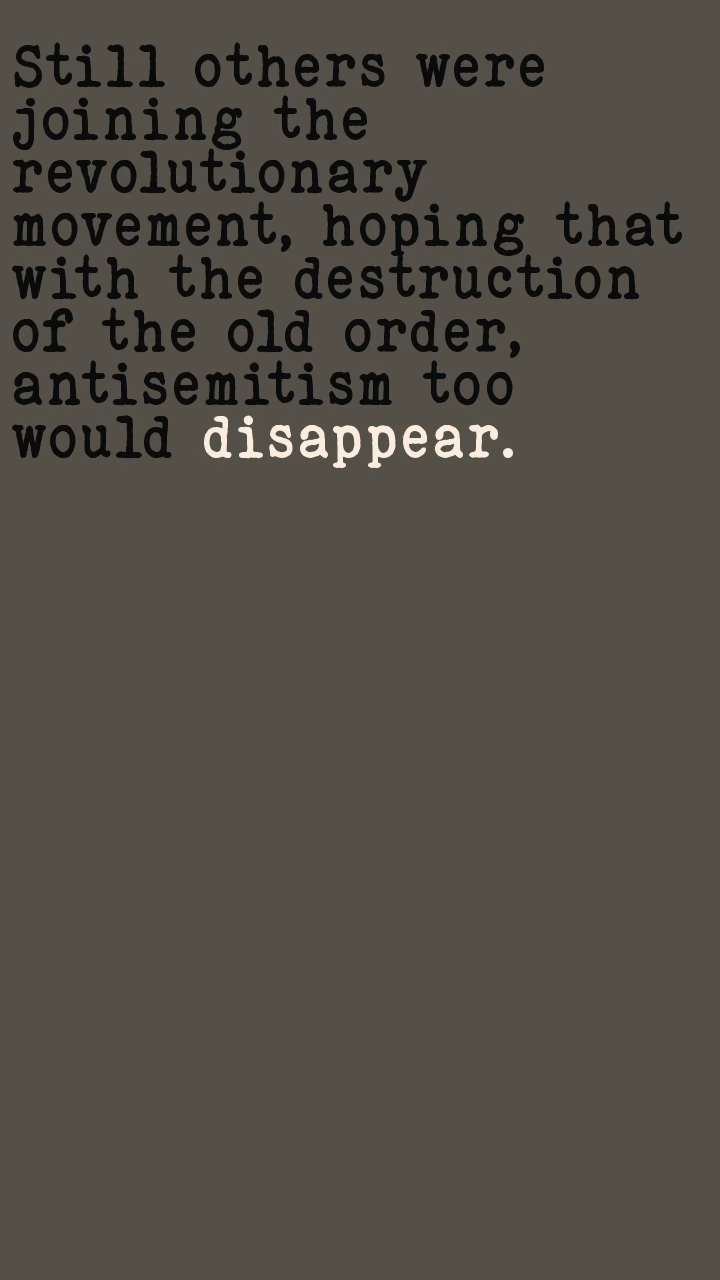 Still others were
joining the
revolutionary
movement, hoping that
with the destruction
of the old order,
antisemitism too
would disappear.